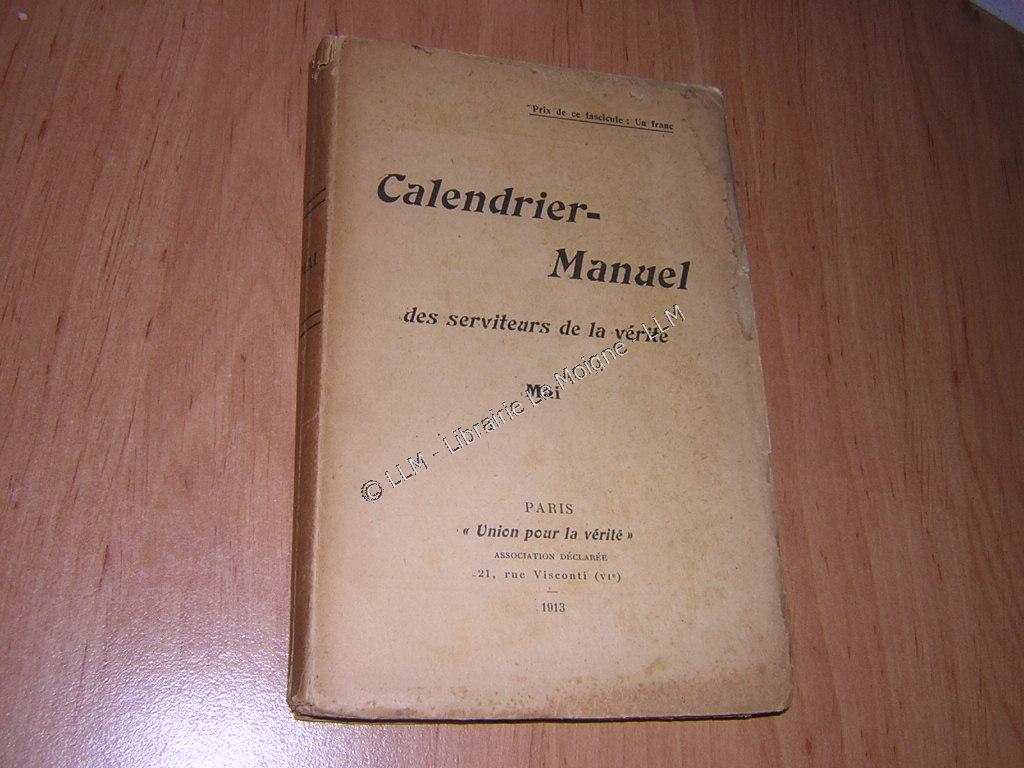 Prix de ce fascicule : Un franc
Calendrier-
Manuel
des serviteurs de la vérité
Mai
PARIS
« Union pour la vérité »
ASSOCIATION DÉCLARÉE
21, rue Visconti (VIe)
1913
© LLM - Librairie Le Moigne - LLM